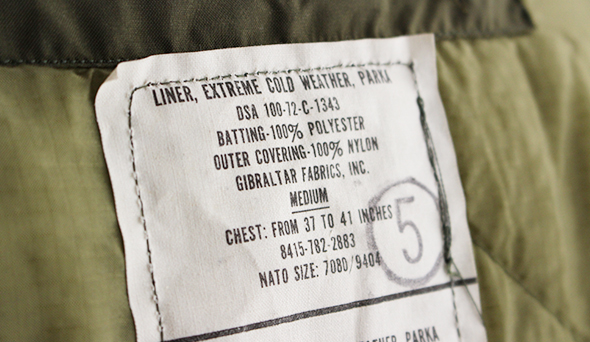 LINER, EXTREME COLD WEATHER, PARKA
DSA 100-72-C-1343
BATTING-100% POLYESTER
OUTER COVERING-100% NYLON
GIBRALTAR FABRICS, INC.
MEDIUM
CHEST: FROM 37 TO 41 INCHES
5
8415-782-2883
NATO SIZE: 7080/9404
PARKA